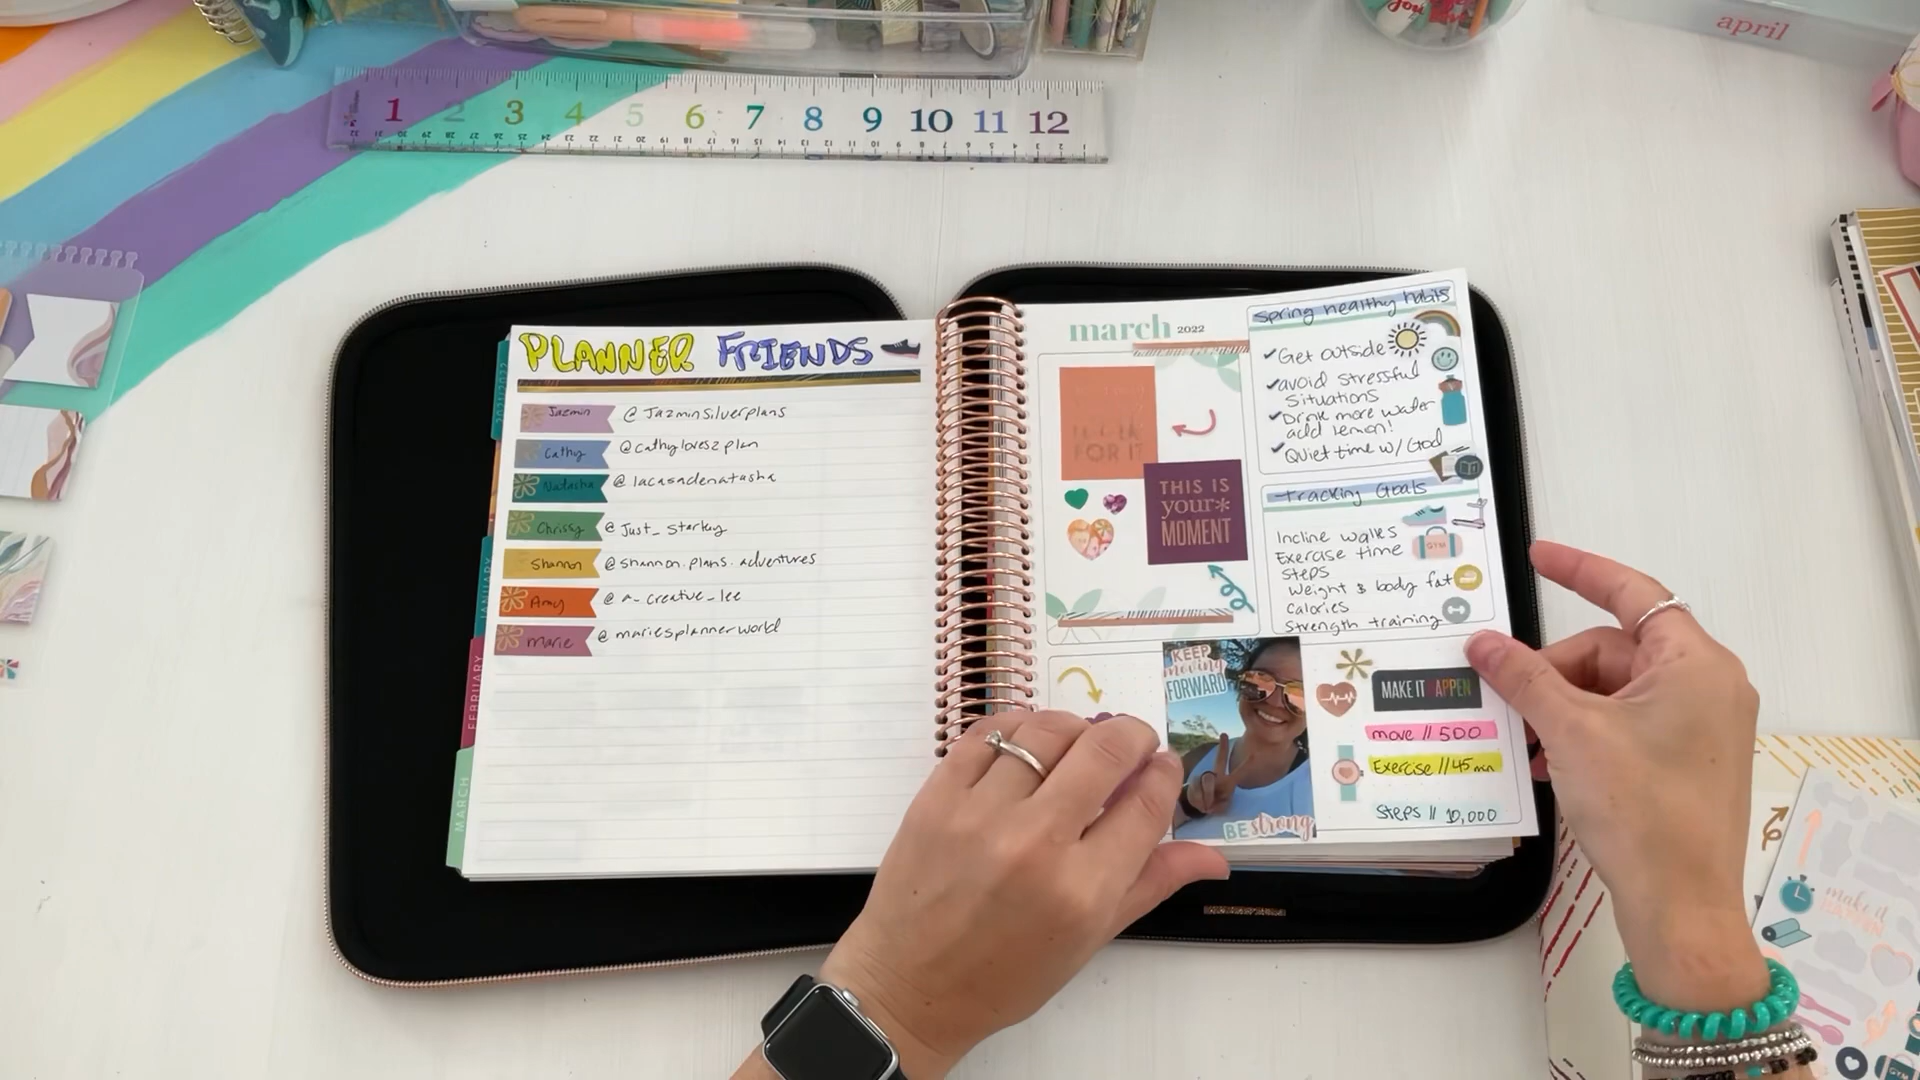 april
1 2 3 4 5 6 7 8 9 10 11 12
PLANNER FRIENDS
Jazmin @Jazminsilverplans
Cathy @cathyloves2plan
Natasha @lacasadenatasha
Chrissy @Just_Starkey
Shannon @shannon.plans.adventures
Amy @a_creative_lee
marie @mariesplannerworld
JANUARY
FEBRUARY
MARCH
march 2022
FOR IT
THIS IS
your*
MOMENT
Spring healthy habits
Get outside
avoid stressful
Situations
Drink more water
add lemon!
Quiet time w/ God
Tracking Goals
Incline walks
Exercise time
steps
Weight & body fat
Calories
Strength training
GYM
KEEP
moving
FORWARD
BE strong
MAKE IT HAPPEN
move // 500
Exercise // 45 min
Steps // 10,000
make it